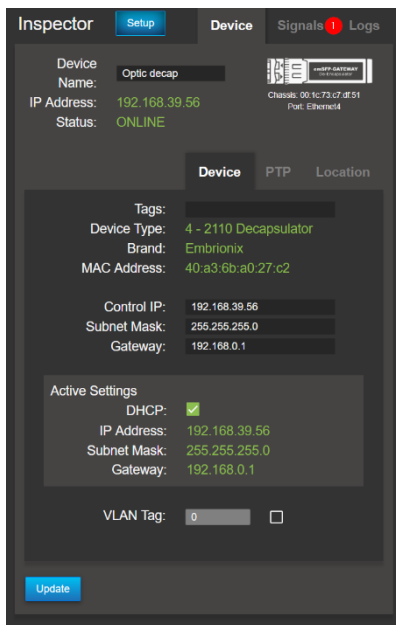 Inspector Setup Device Signals 1 Logs
Device Name: Optic decap
emSFP-GATEWAY
Chassis: 00:1c:73:c7:df:51
Port: Ethernet4
IP Address: 192.168.39.56
Status: ONLINE
Device PTP Location
Tags:
Device Type: 4 - 2110 Decapsulator
Brand: Embrionix
MAC Address: 40:a3:6b:a0:27:c2
Control IP: 192.168.39.56
Subnet Mask: 255.255.255.0
Gateway: 192.168.0.1
Active Settings
DHCP:
IP Address: 192.168.39.56
Subnet Mask: 255.255.255.0
Gateway: 192.168.0.1
VLAN Tag: 0
Update